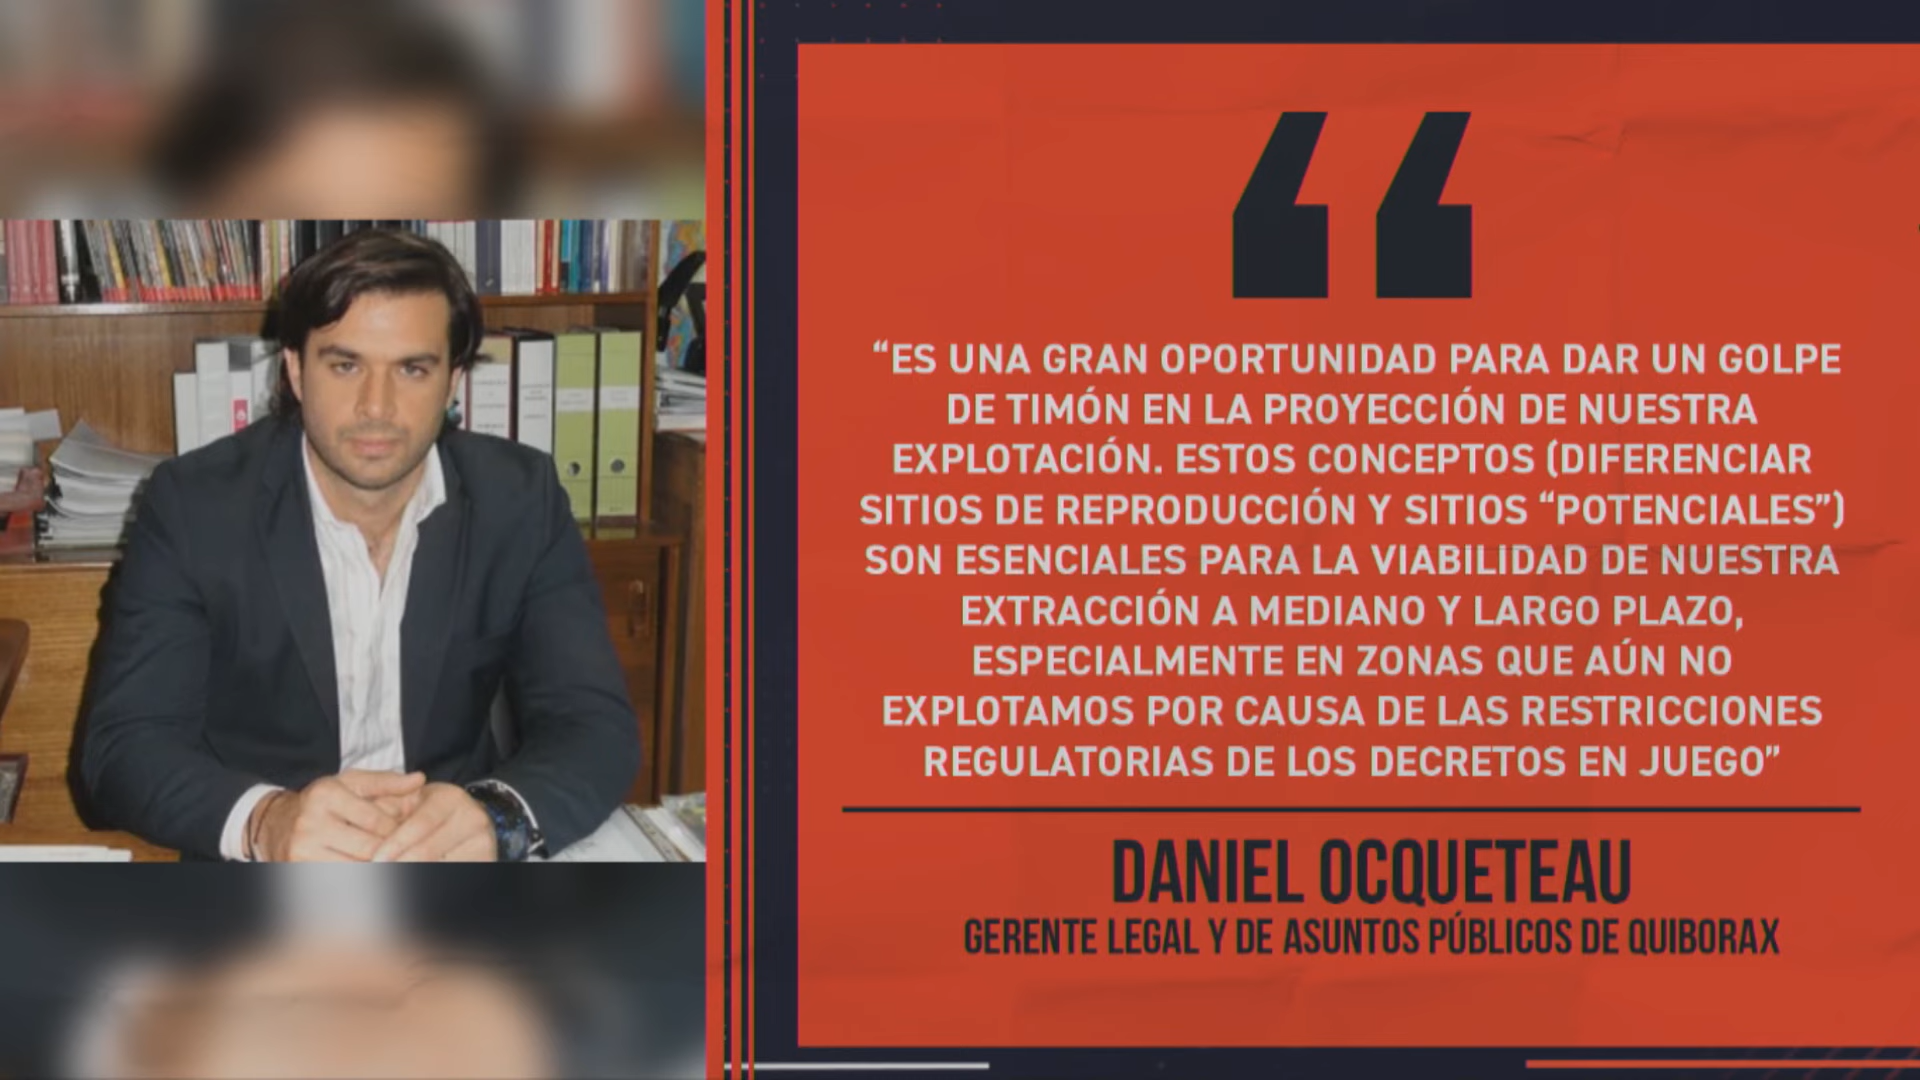 “ES UNA GRAN OPORTUNIDAD PARA DAR UN GOLPE
DE TIMÓN EN LA PROYECCIÓN DE NUESTRA
EXPLOTACIÓN. ESTOS CONCEPTOS (DIFERENCIAR
SITIOS DE REPRODUCCIÓN Y SITIOS “POTENCIALES”)
SON ESENCIALES PARA LA VIABILIDAD DE NUESTRA
EXTRACCIÓN A MEDIANO Y LARGO PLAZO,
ESPECIALMENTE EN ZONAS QUE AÚN NO
EXPLOTAMOS POR CAUSA DE LAS RESTRICCIONES
REGULATORIAS DE LOS DECRETOS EN JUEGO”
DANIEL OCQUETEAU
GERENTE LEGAL Y DE ASUNTOS PÚBLICOS DE QUIBORAX